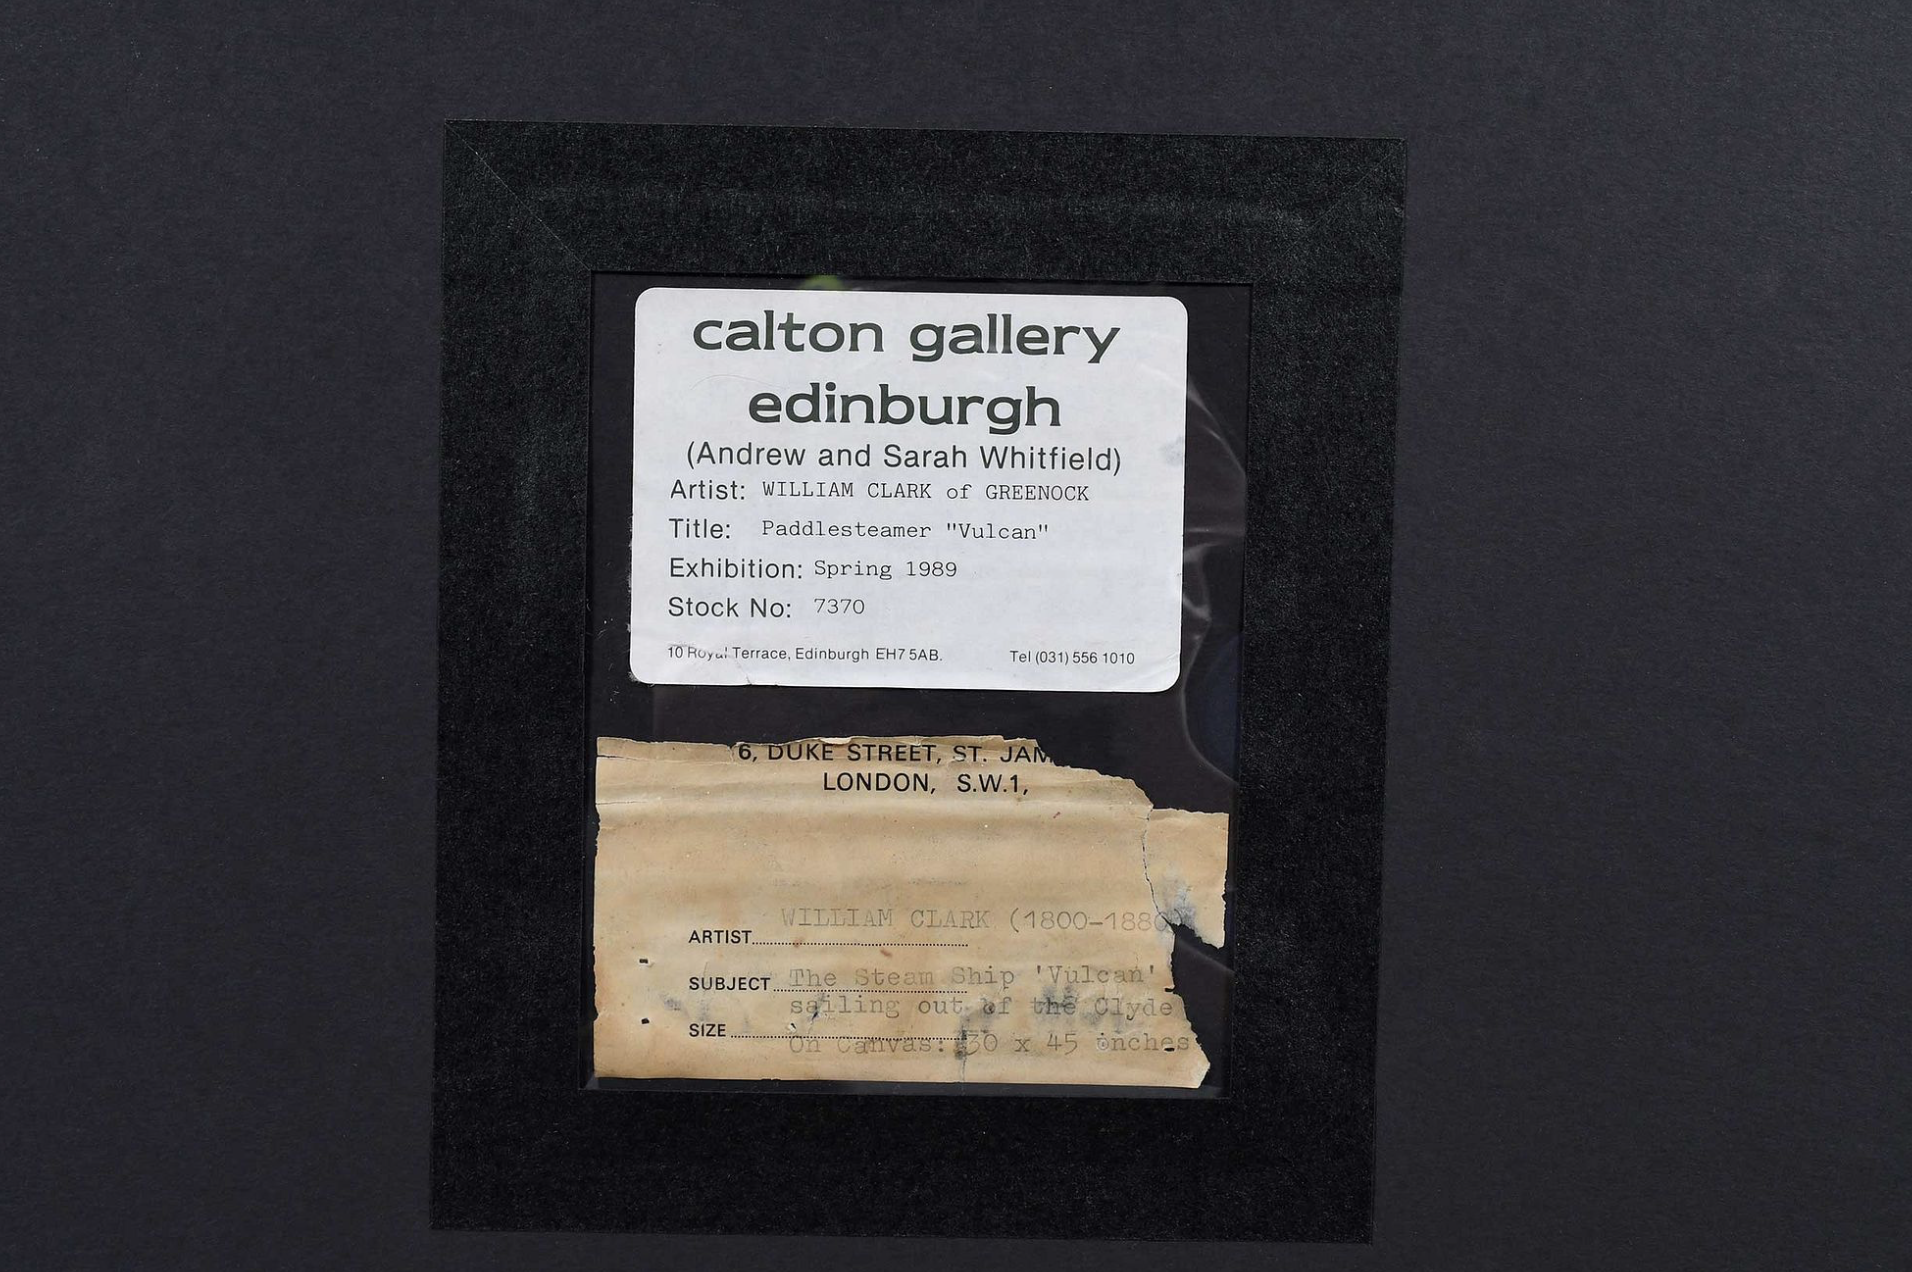 calton gallery
edinburgh
(Andrew and Sarah Whitfield)
Artist: WILLIAM CLARK of GREENOCK
Title: Paddlesteamer "Vulcan"
Exhibition: Spring 1989
Stock No: 7370
10 Royal Terrace, Edinburgh EH7 5AB. Tel (031) 556 1010
6, DUKE STREET, ST. JAM
LONDON, S.W.1,
WILLIAM CLARK (1800-1880)
ARTIST
SUBJECT The Steam Ship 'Vulcan'
sailing out of the Clyde
SIZE
On Canvas: 30 x 45 inches